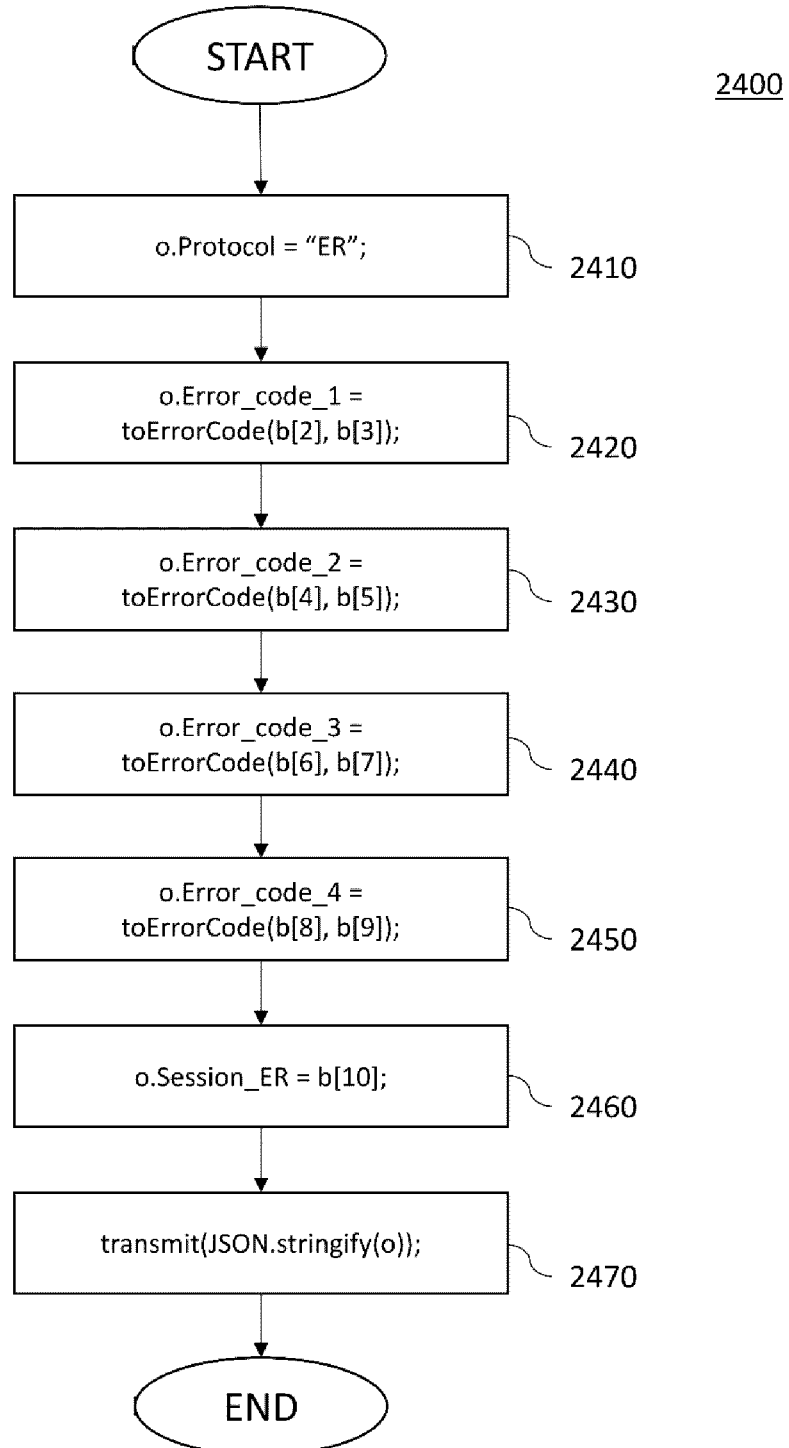 START
2400
o.Protocol = “ER”;
2410
o.Error_code_1 =
toErrorCode(b[2], b[3]);
2420
o.Error_code_2 =
toErrorCode(b[4], b[5]);
2430
o.Error_code_3 =
toErrorCode(b[6], b[7]);
2440
o.Error_code_4 =
toErrorCode(b[8], b[9]);
2450
o.Session_ER = b[10];
2460
transmit(JSON.stringify(o));
2470
END